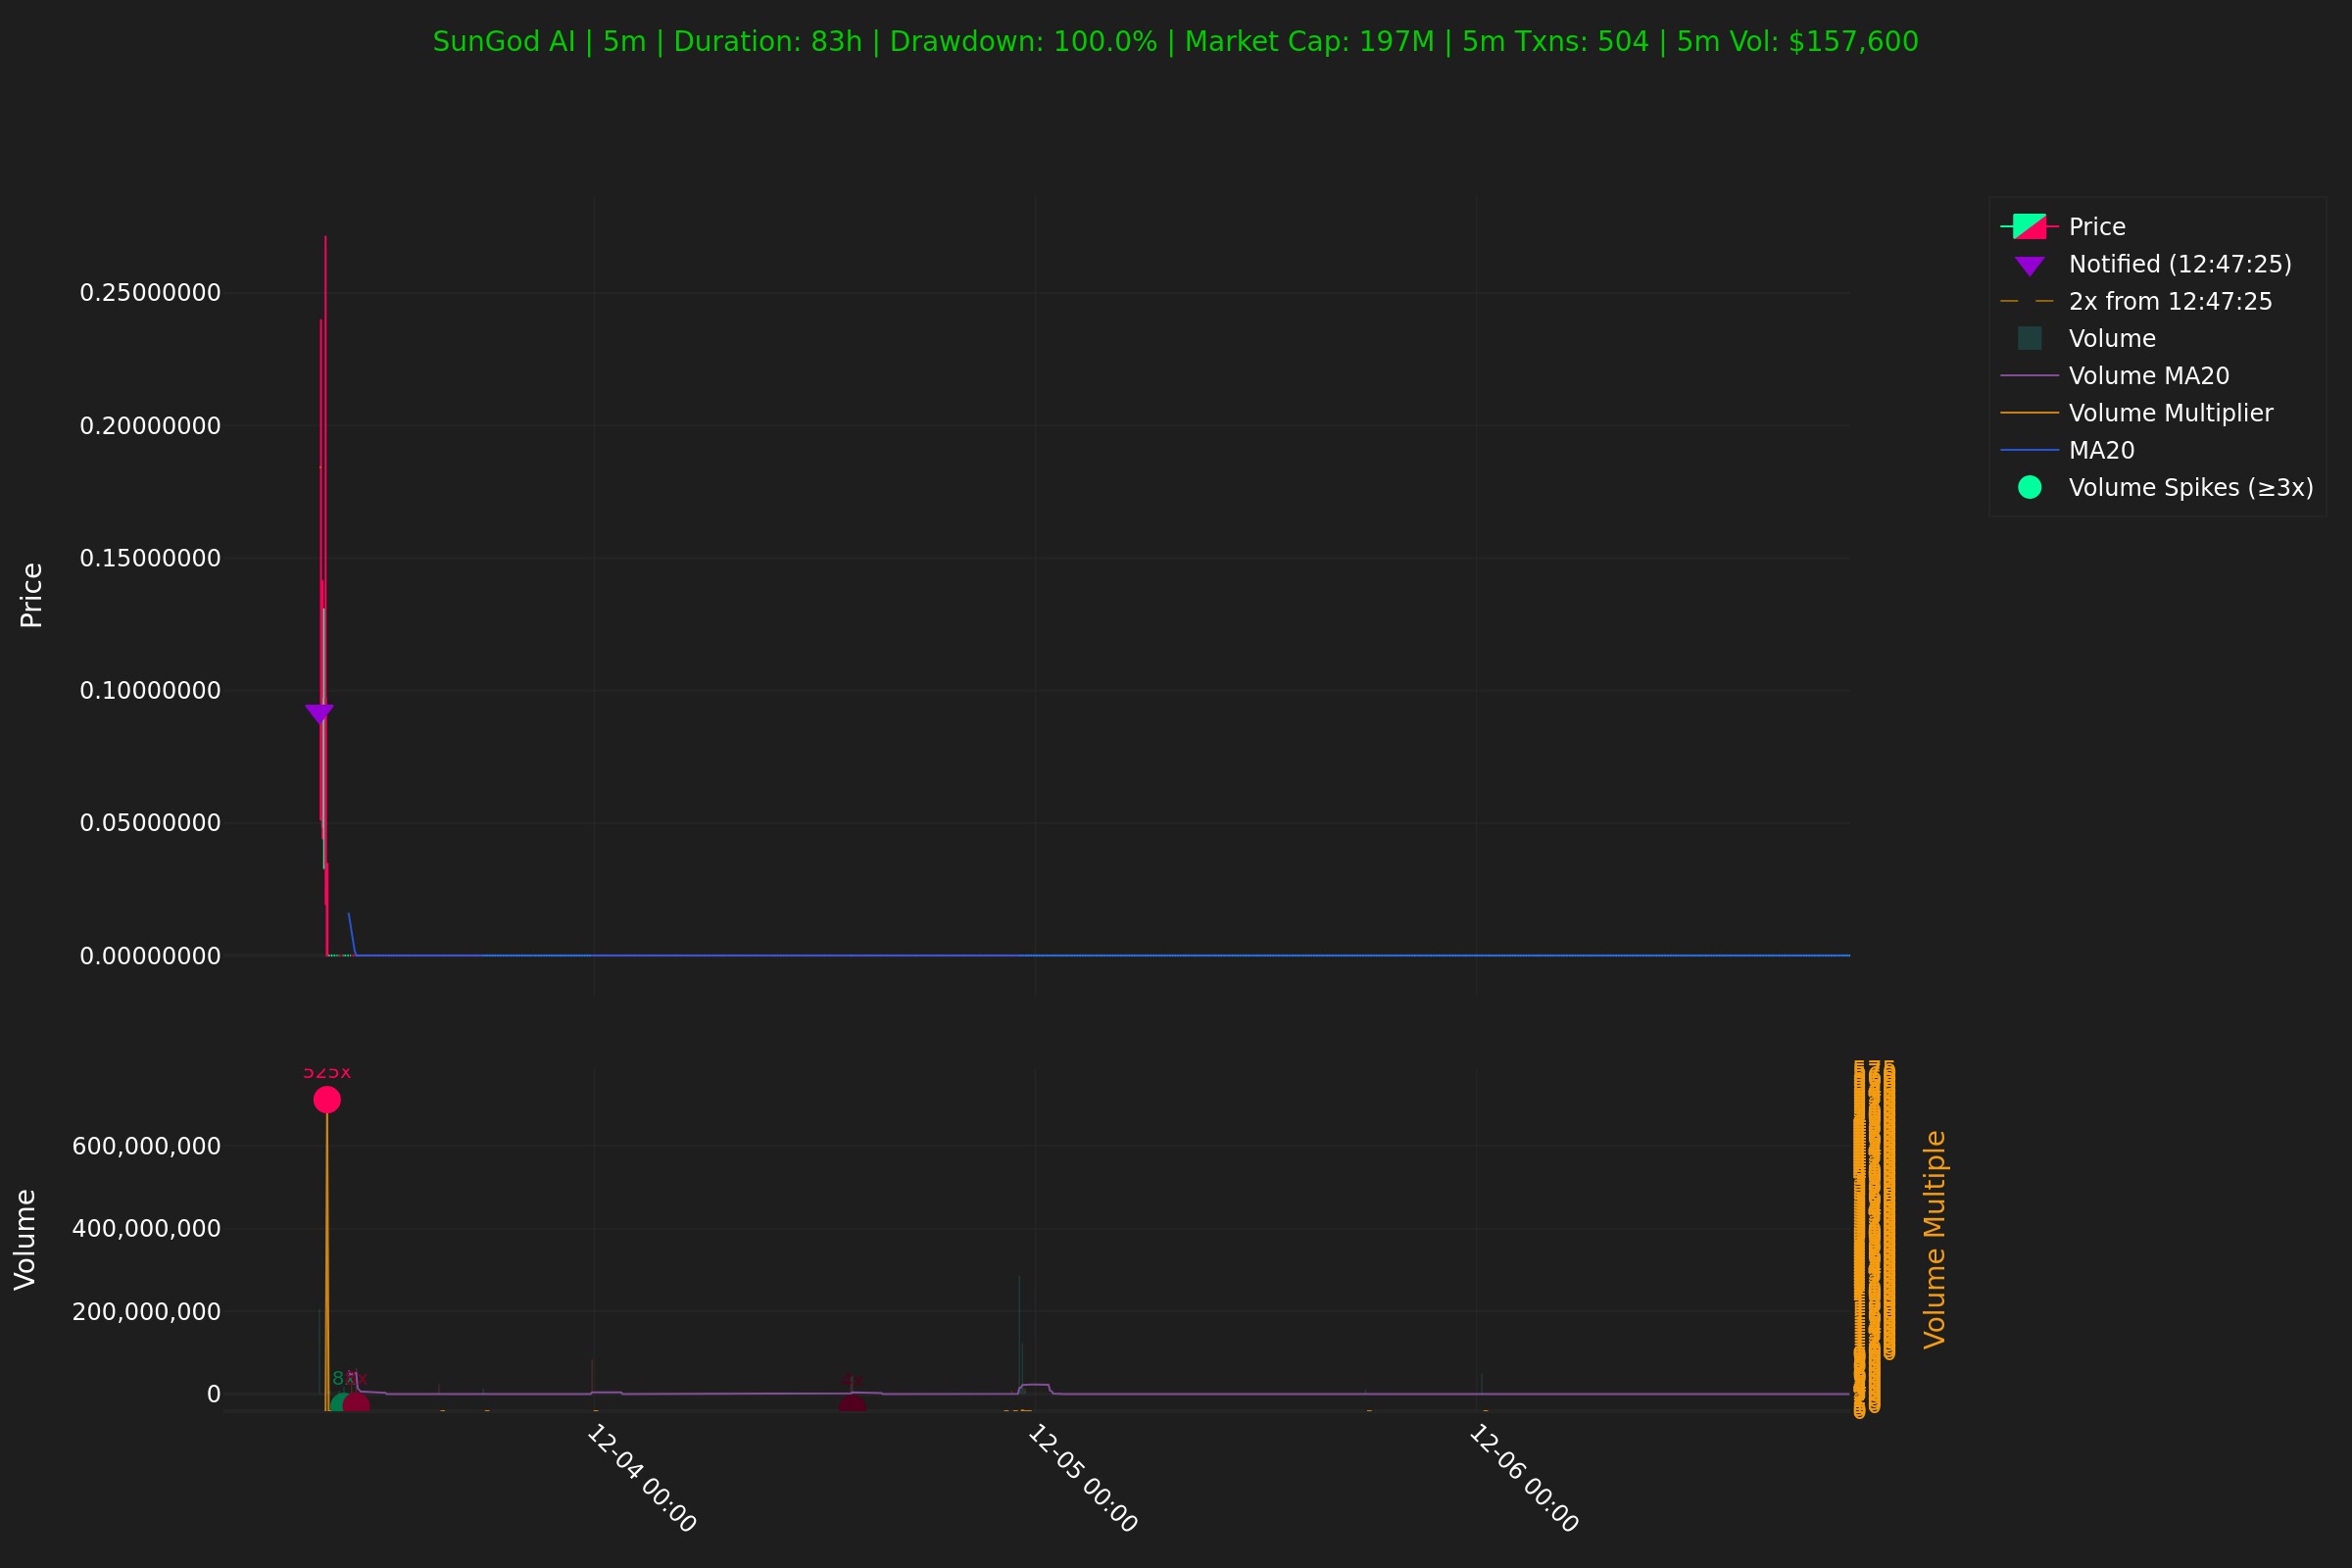 SunGod AI | 5m | Duration: 83h | Drawdown: 100.0% | Market Cap: 197M | 5m Txns: 504 | 5m Vol: $157,600
Price
0.25000000
0.20000000
0.15000000
0.10000000
0.05000000
0.00000000
Price
Notified (12:47:25)
2x from 12:47:25
Volume
Volume MA20
Volume Multiplier
MA20
Volume Spikes (≥3x)
Volume
600,000,000
400,000,000
200,000,000
0
525x
Volume Multiple
12-04 00:00
12-05 00:00
12-06 00:00